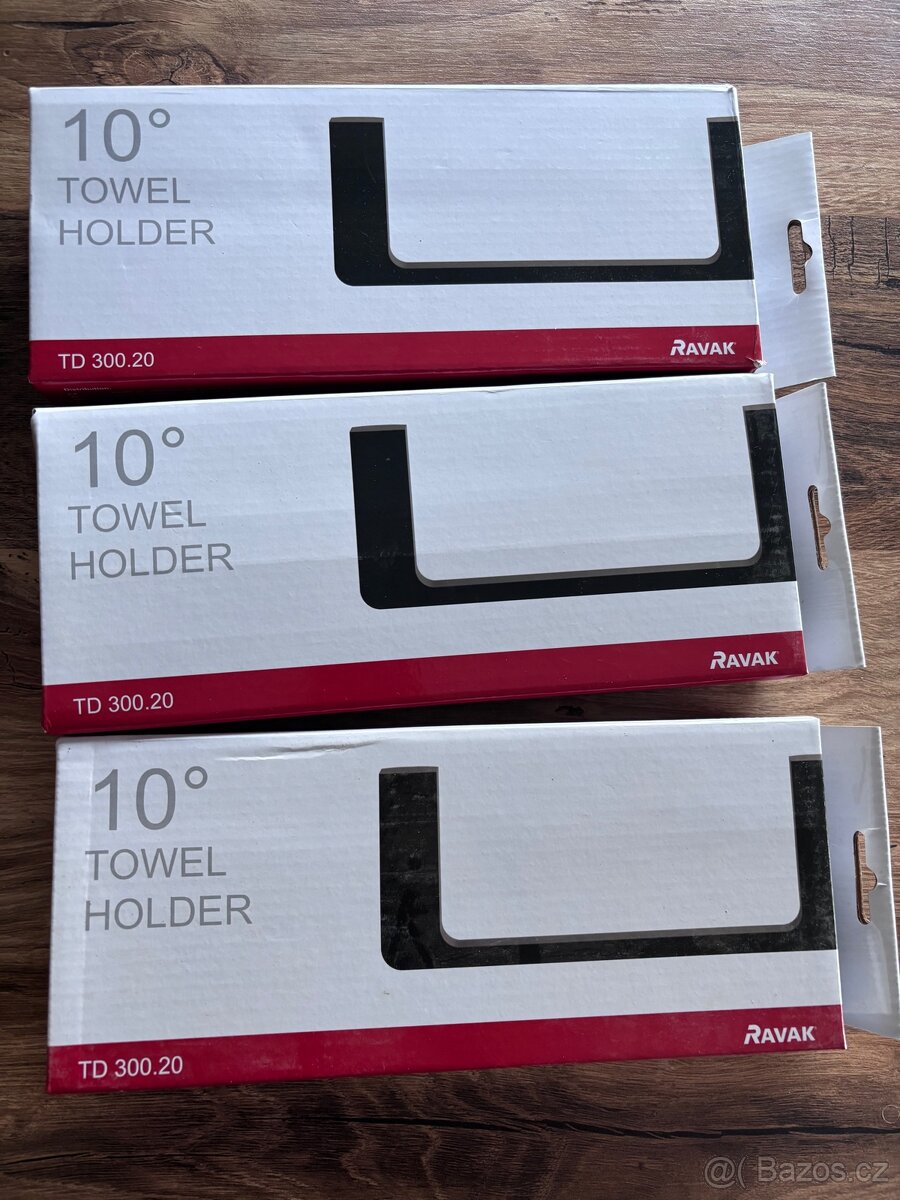 10°
TOWEL
HOLDER
TD 300.20
RAVAK
10°
TOWEL
HOLDER
TD 300.20
RAVAK
10°
TOWEL
HOLDER
TD 300.20
RAVAK
@( Bazos.cz